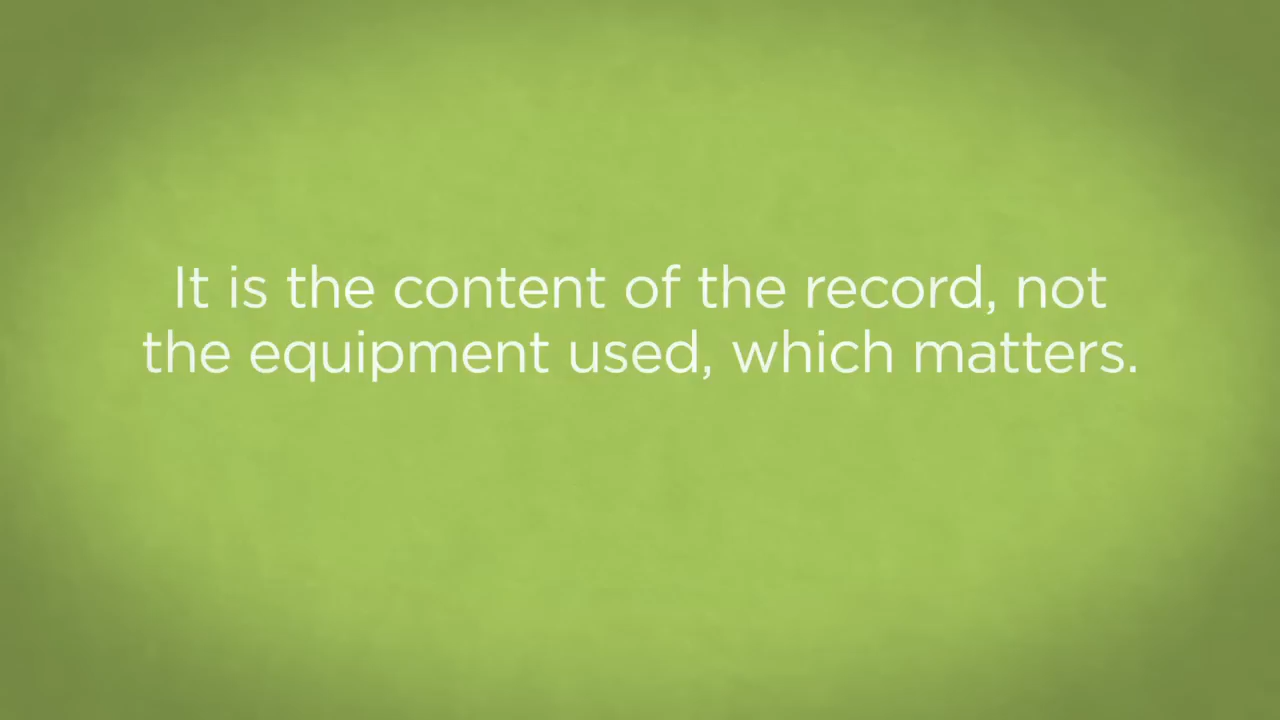 It is the content of the record, not
the equipment used, which matters.